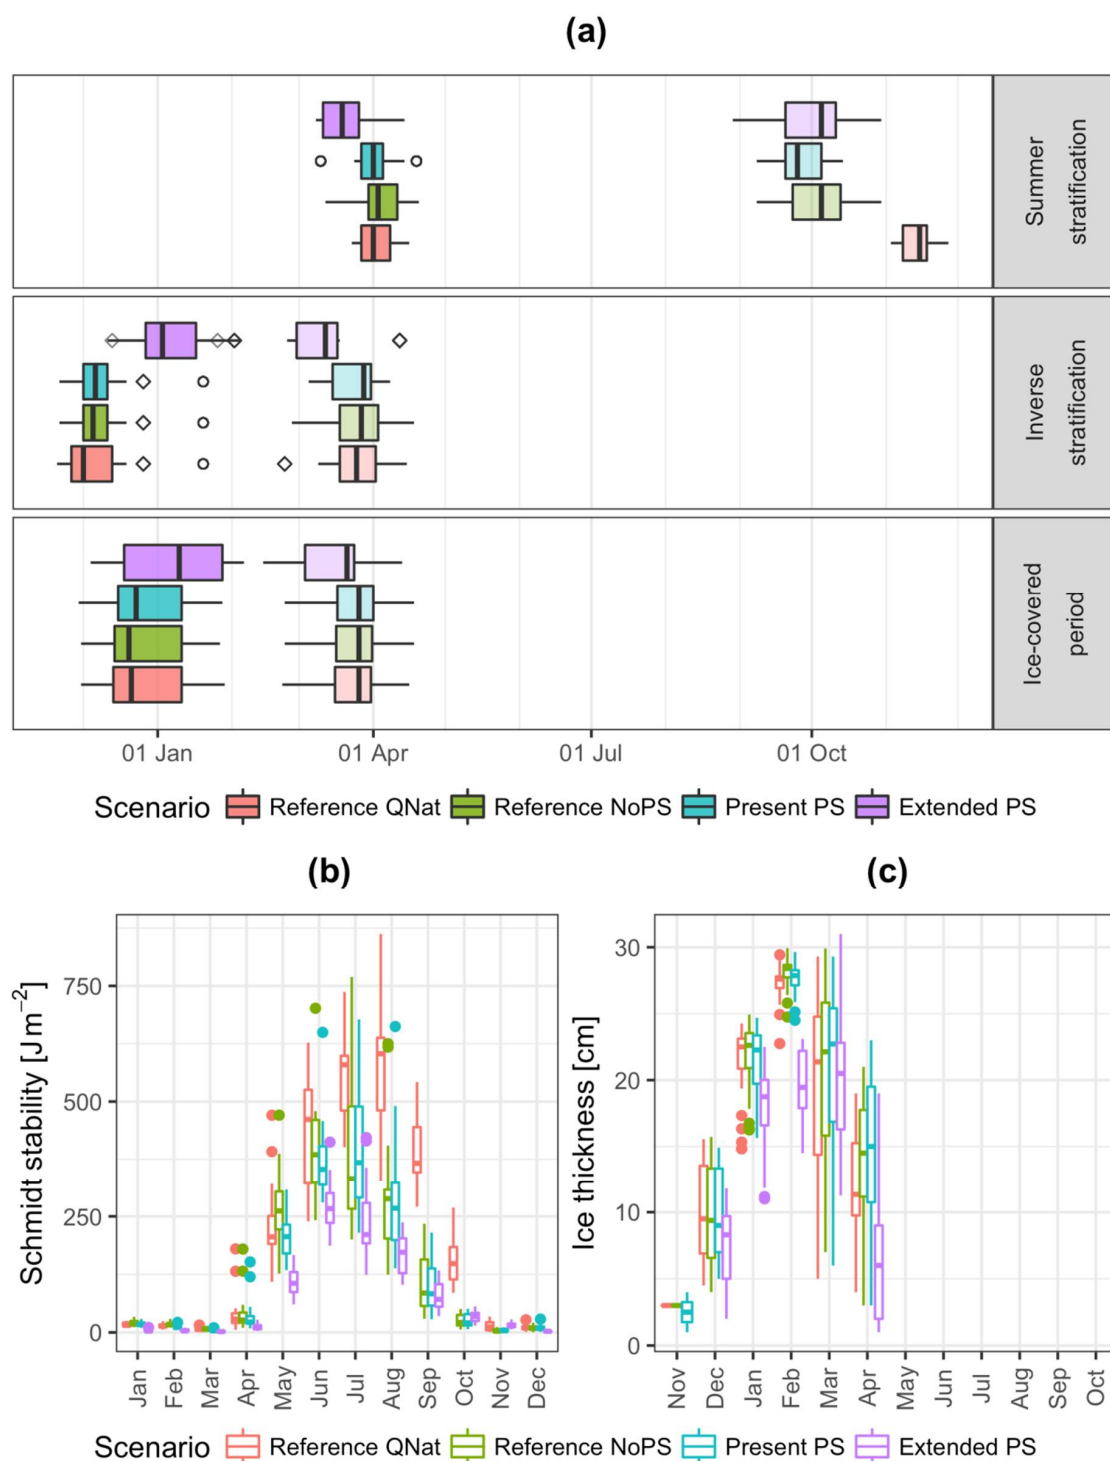 (a)
Summer
stratification
Inverse
stratification
Ice-covered
period
01 Jan
01 Apr
01 Jul
01 Oct
Scenario
Reference QNat
Reference NoPS
Present PS
Extended PS
(b)
Schmidt stability [J m⁻²]
750
500
250
0
Jan
Feb
Mar
Apr
May
Jun
Jul
Aug
Sep
Oct
Nov
Dec
(c)
Ice thickness [cm]
30
20
10
0
Nov
Dec
Jan
Feb
Mar
Apr
May
Jun
Jul
Aug
Sep
Oct
Scenario
Reference QNat
Reference NoPS
Present PS
Extended PS